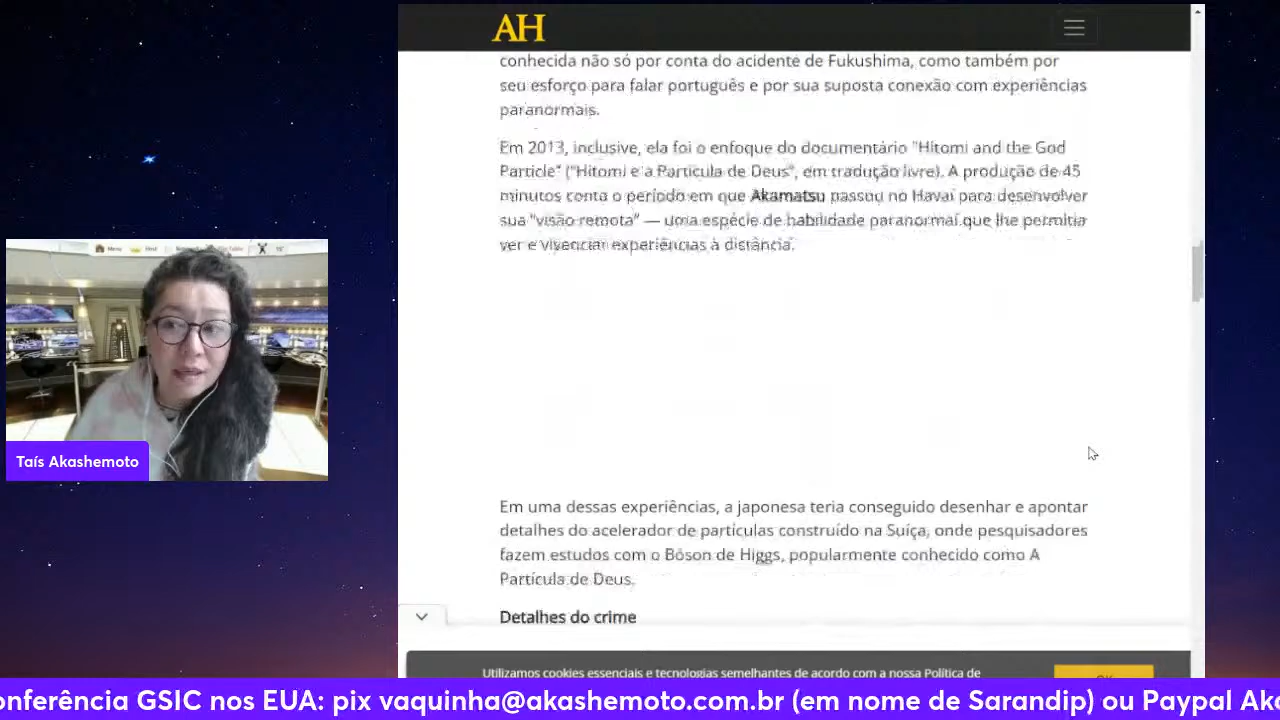 AH
conhecida não só por conta do acidente de Fukushima, como também por
seu esforço para falar português e por sua suposta conexão com experiências
paranormais.
Em 2013, inclusive, ela foi o enfoque do documentário "Hitomi and the God
Particle" ("Hitomi e a Partícula de Deus", em tradução livre). A produção de 45
minutos conta o período em que Akamatsu passou no Havaí para desenvolver
sua "visão remota" — uma espécie de habilidade paranormal que lhe permitia
ver e vivenciar experiências à distância.
Menu
Taís Akashemoto
Em uma dessas experiências, a japonesa teria conseguido desenhar e apontar
detalhes do acelerador de partículas construído na Suíça, onde pesquisadores
fazem estudos com o Bóson de Higgs, popularmente conhecido como A
Partícula de Deus.
Detalhes do crime
Utilizamos cookies essenciais e tecnologias semelhantes de acordo com a nossa Política de
OK
onferência GSIC nos EUA: pix vaquinha@akashemoto.com.br (em nome de Sarandip) ou Paypal Aka